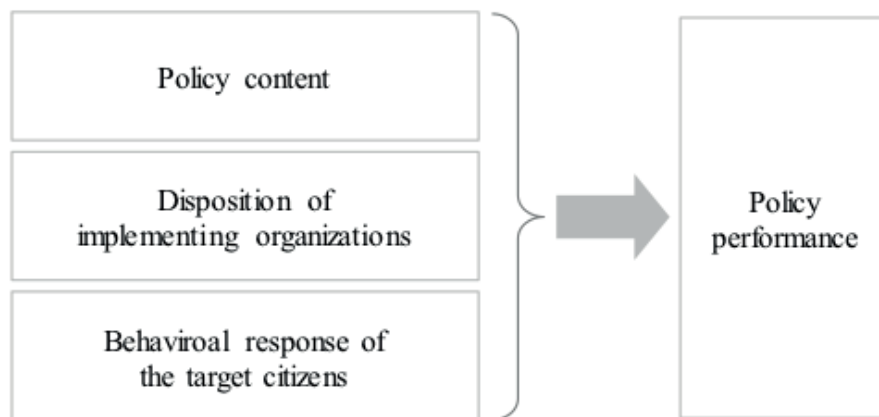 Policy content
Disposition of
implementing organizations
Behaviroal response of
the target citizens
Policy
performance